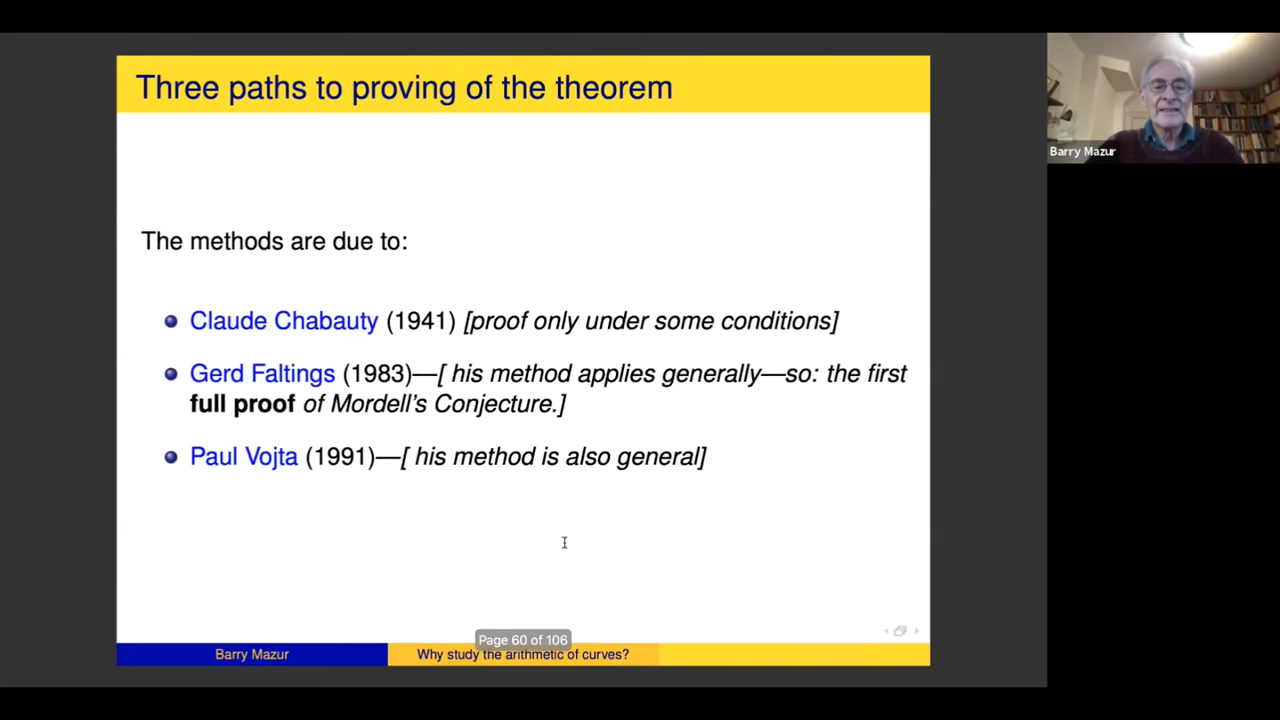 Three paths to proving of the theorem
Barry Mazur
The methods are due to:
Claude Chabauty (1941) [proof only under some conditions]
Gerd Faltings (1983)—[ his method applies generally—so: the first
full proof of Mordell's Conjecture.]
Paul Vojta (1991)—[ his method is also general]
Page 60 of 106
Barry Mazur
Why study the arithmetic of curves?